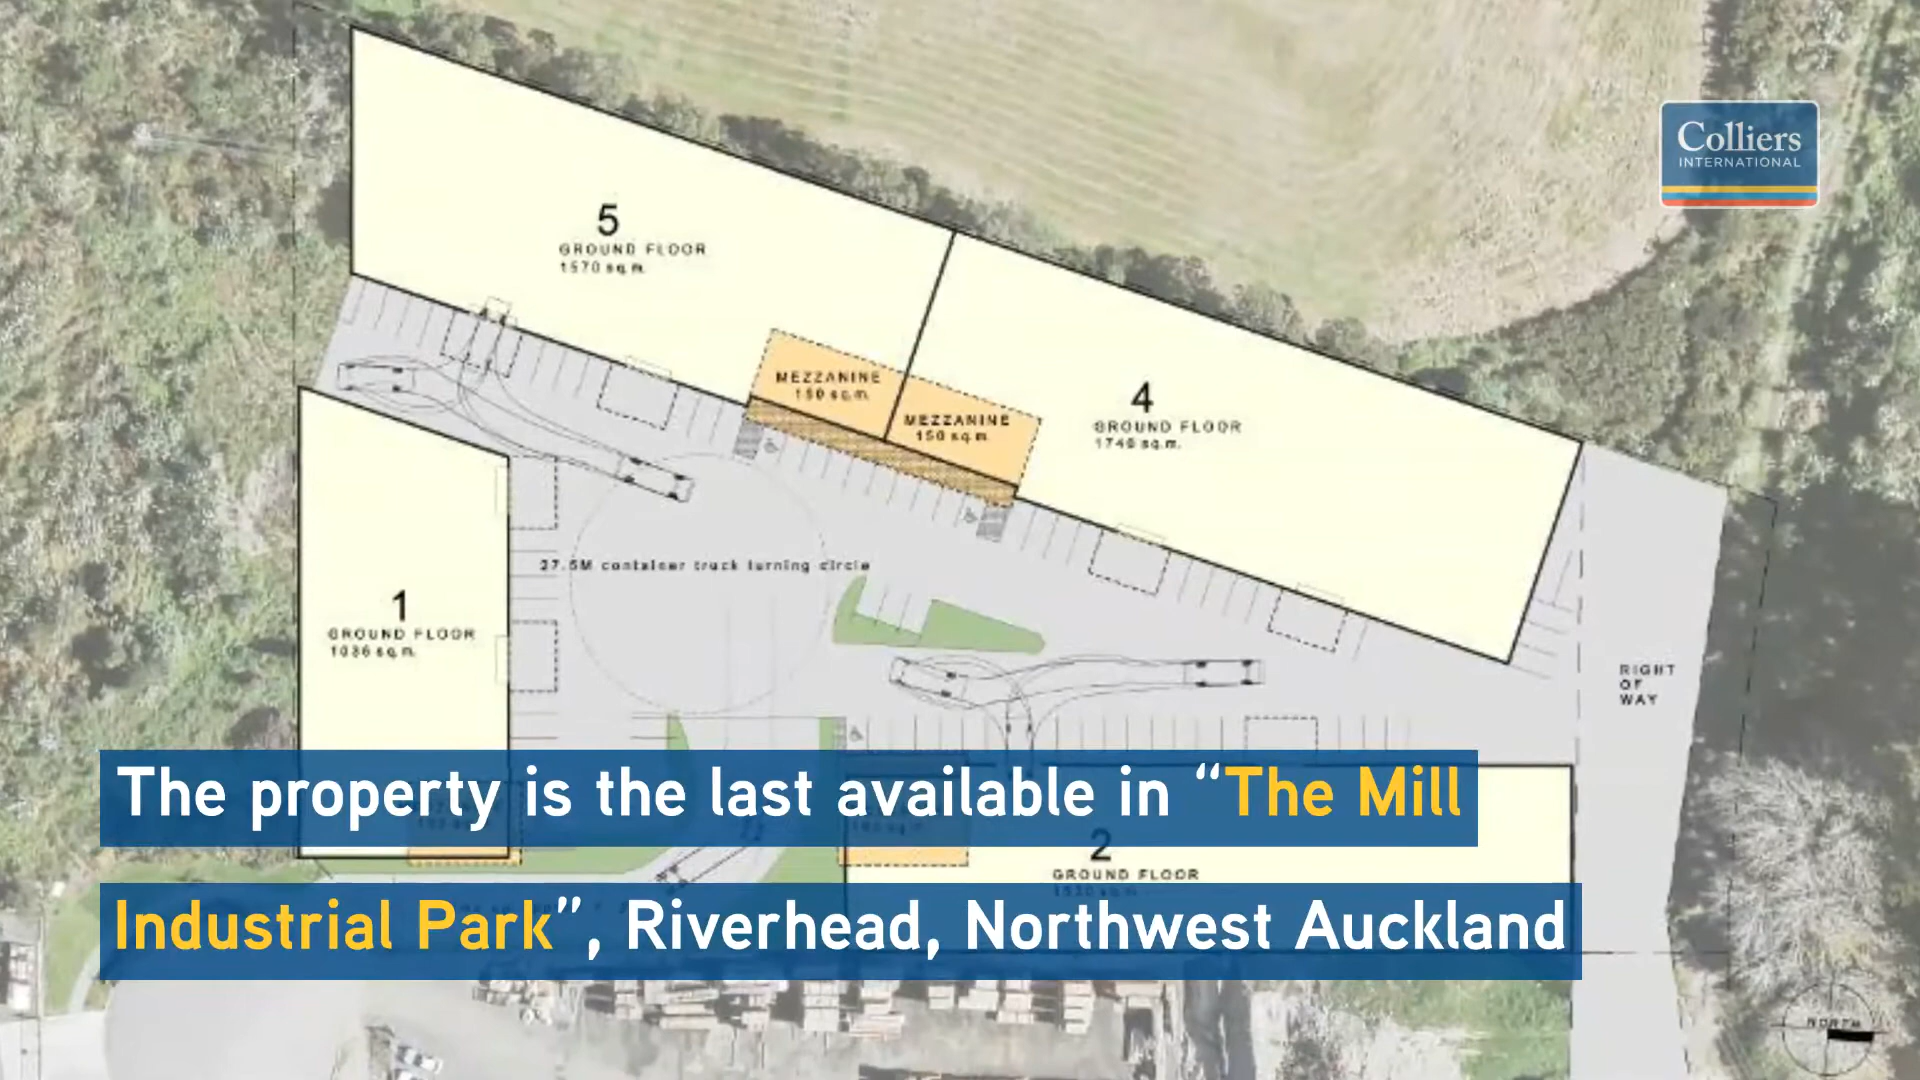 Colliers
INTERNATIONAL
5
GROUND FLOOR
1570 sq.m.
MEZZANINE
150 sq.m.
MEZZANINE
150 sq.m.
4
GROUND FLOOR
1740 sq.m.
27.5M container truck turning circle
1
GROUND FLOOR
1036 sq.m.
RIGHT
OF
WAY
The property is the last available in “The Mill
2
GROUND FLOOR
Industrial Park”, Riverhead, Northwest Auckland
NORTH